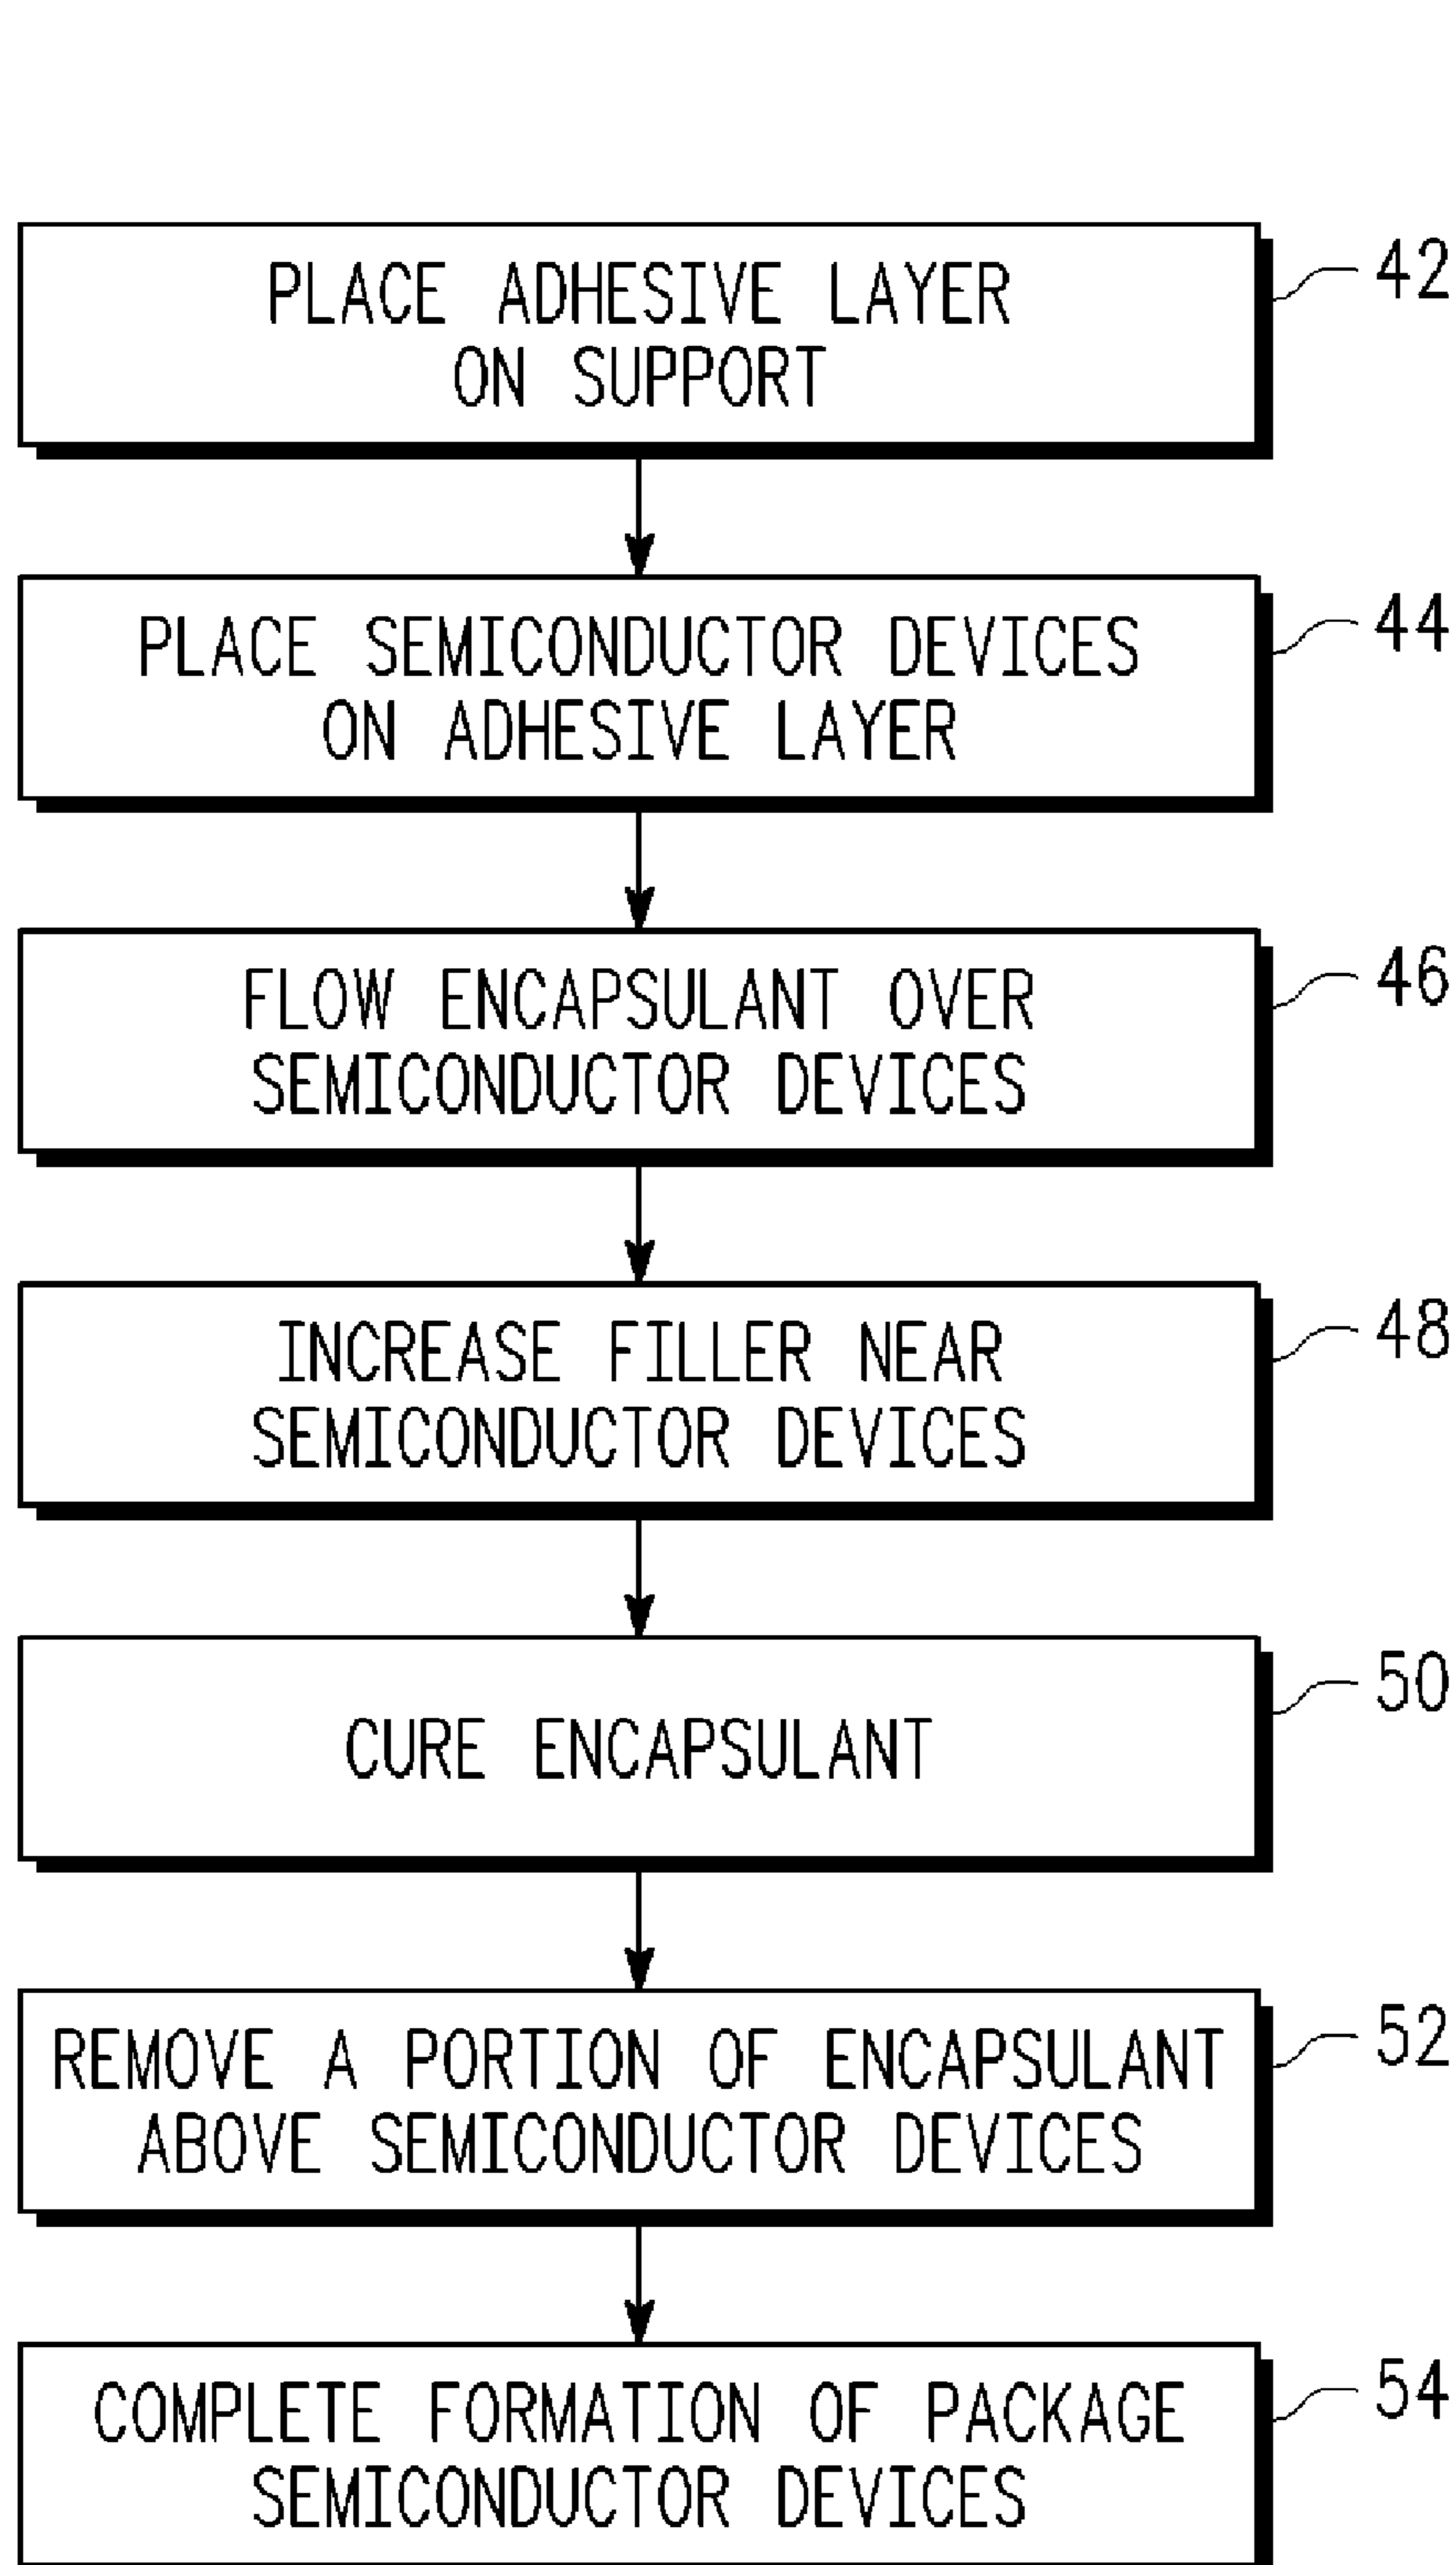 PLACE ADHESIVE LAYER
ON SUPPORT
42
PLACE SEMICONDUCTOR DEVICES
ON ADHESIVE LAYER
44
FLOW ENCAPSULANT OVER
SEMICONDUCTOR DEVICES
46
INCREASE FILLER NEAR
SEMICONDUCTOR DEVICES
48
CURE ENCAPSULANT
50
REMOVE A PORTION OF ENCAPSULANT
ABOVE SEMICONDUCTOR DEVICES
52
COMPLETE FORMATION OF PACKAGE
SEMICONDUCTOR DEVICES
54